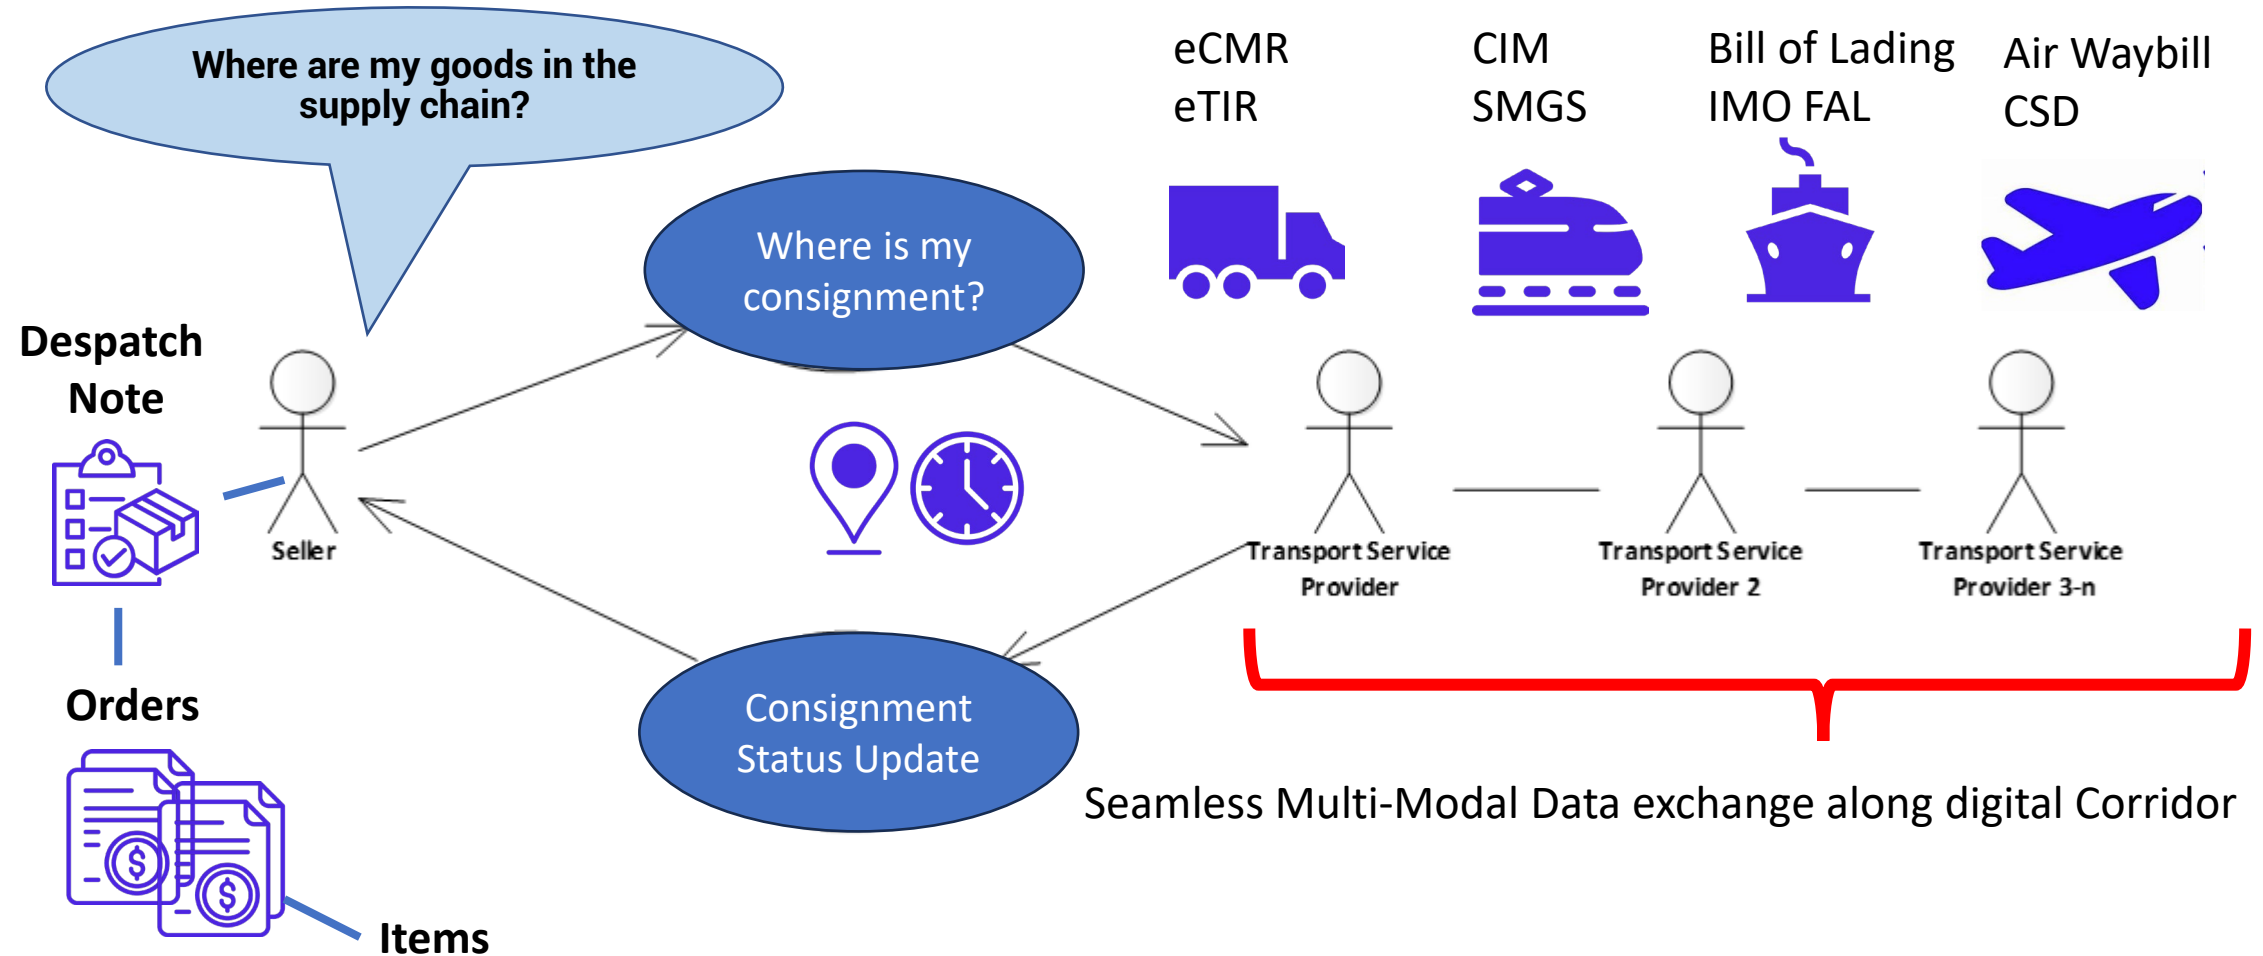 Where are my goods in the
supply chain?
eCMR
eTIR
CIM
SMGS
Bill of Lading
IMO FAL
Air Waybill
CSD
Where is my
consignment?
Despatch
Note
Seller
Transport Service
Provider
Transport Service
Provider 2
Transport Service
Provider 3-n
Orders
$
$
Items
Consignment
Status Update
Seamless Multi-Modal Data exchange along digital Corridor